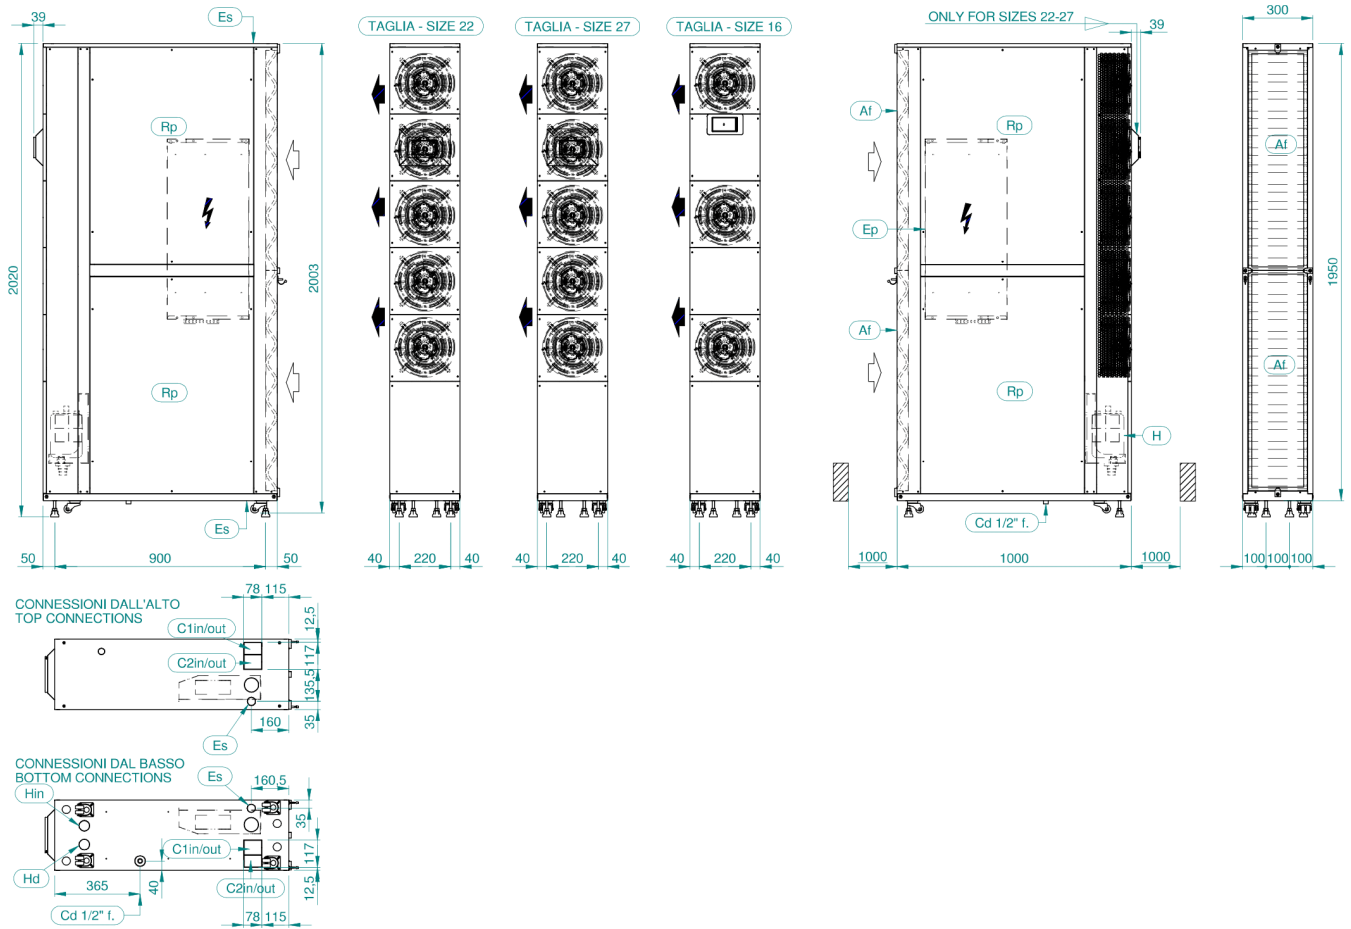 39
Es
TAGLIA - SIZE 22
TAGLIA - SIZE 27
TAGLIA - SIZE 16
ONLY FOR SIZES 22-27
39
300
Rp
Af
Rp
Af
Ep
2020
2003
1950
Af
Af
Rp
Rp
H
Es
Cd 1/2" f.
50
900
50
40
220
40
40
220
40
40
220
40
1000
1000
1000
100
100
100
78
115
CONNESSIONI DALL'ALTO
TOP CONNECTIONS
12,5
C1in/out
117
C2in/out
135,5
160
35
Es
CONNESSIONI DAL BASSO
BOTTOM CONNECTIONS
Es
160,5
Hin
35
C1in/out
117
Hd
365
40
C2in/out
12,5
Cd 1/2" f.
78
115